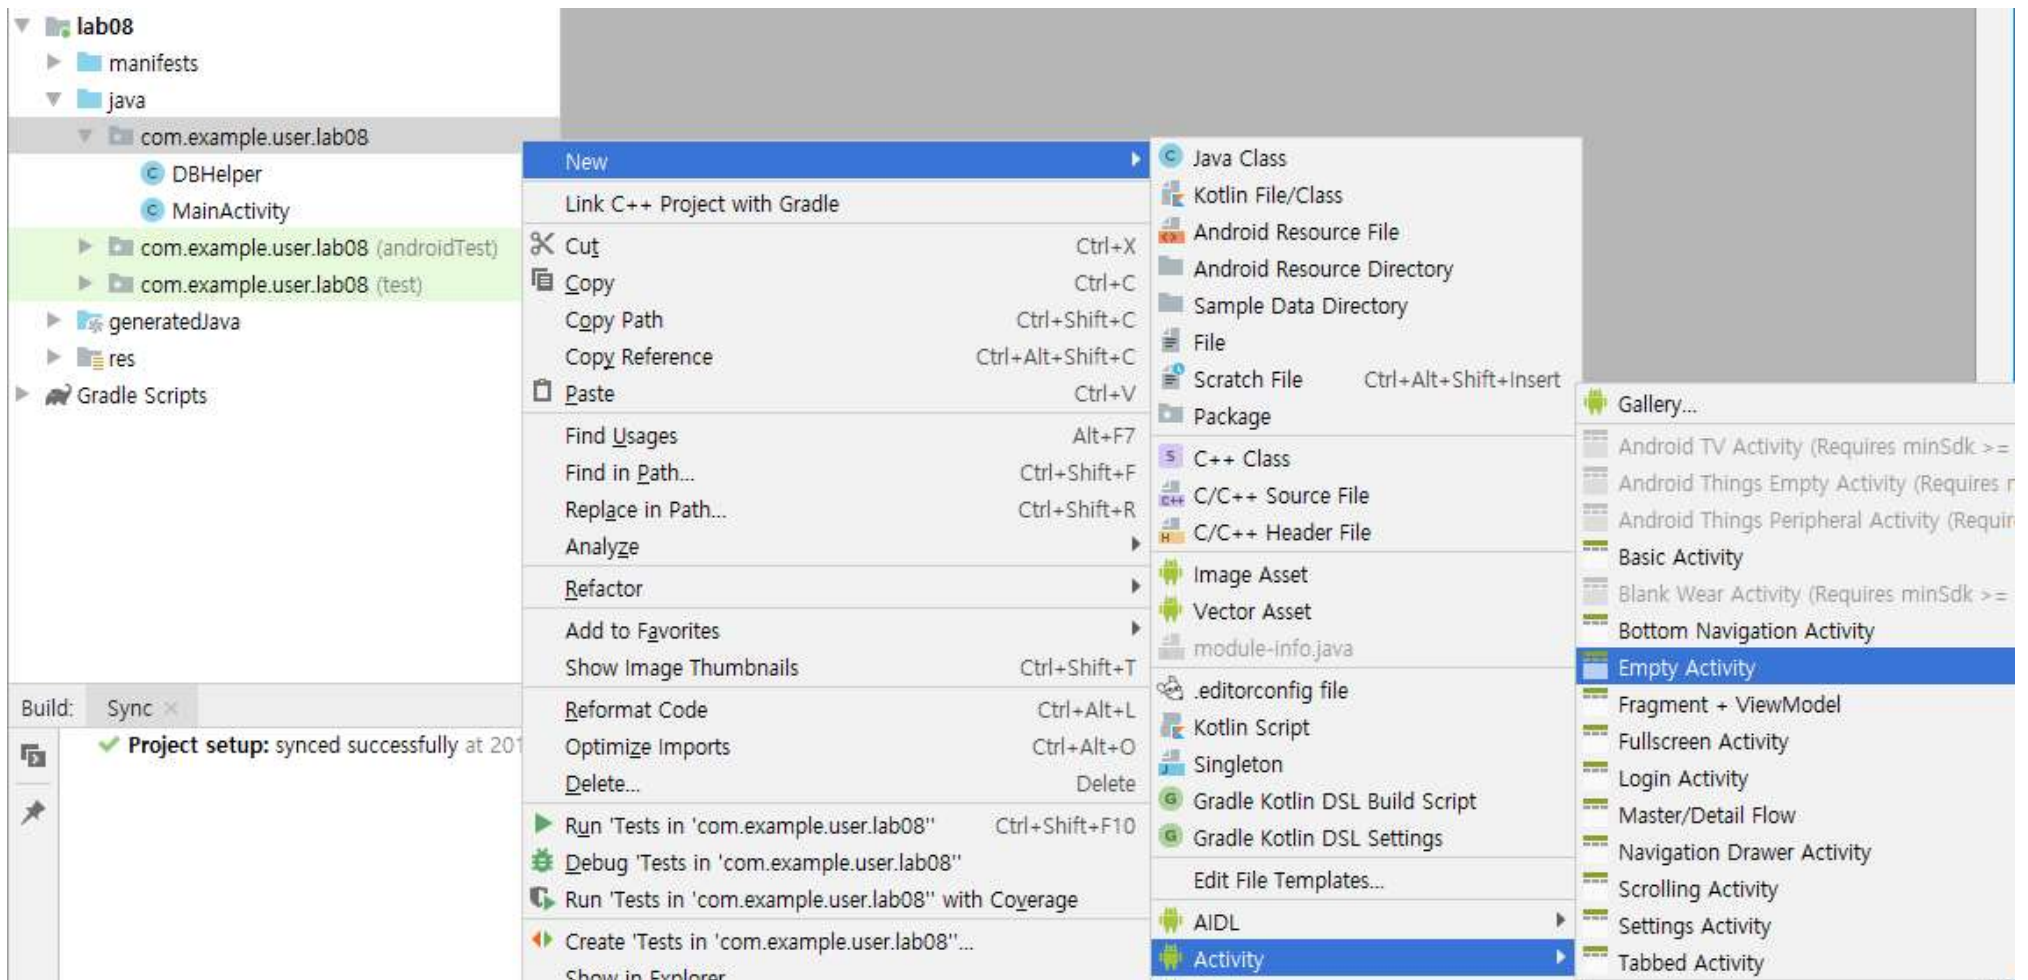 lab08
manifests
java
com.example.user.lab08
DBHelper
MainActivity
com.example.user.lab08 (androidTest)
com.example.user.lab08 (test)
generatedJava
res
Gradle Scripts
Build: Sync
Project setup: synced successfully at 201
New
Link C++ Project with Gradle
Cut Ctrl+X
Copy Ctrl+C
Copy Path Ctrl+Shift+C
Copy Reference Ctrl+Alt+Shift+C
Paste Ctrl+V
Find Usages Alt+F7
Find in Path... Ctrl+Shift+F
Replace in Path... Ctrl+Shift+R
Analyze
Refactor
Add to Favorites
Show Image Thumbnails Ctrl+Shift+T
Reformat Code Ctrl+Alt+L
Optimize Imports Ctrl+Alt+O
Delete... Delete
Run 'Tests in 'com.example.user.lab08'' Ctrl+Shift+F10
Debug 'Tests in 'com.example.user.lab08''
Run 'Tests in 'com.example.user.lab08'' with Coverage
Create 'Tests in 'com.example.user.lab08''...
Show in Explorer
Java Class
Kotlin File/Class
Android Resource File
Android Resource Directory
Sample Data Directory
File
Scratch File Ctrl+Alt+Shift+Insert
Package
C++ Class
C/C++ Source File
C/C++ Header File
Image Asset
Vector Asset
module-info.java
.editorconfig file
Kotlin Script
Singleton
Gradle Kotlin DSL Build Script
Gradle Kotlin DSL Settings
Edit File Templates...
AIDL
Activity
Gallery...
Android TV Activity (Requires minSdk >=
Android Things Empty Activity (Requires
Android Things Peripheral Activity (Requir
Basic Activity
Blank Wear Activity (Requires minSdk >=
Bottom Navigation Activity
Empty Activity
Fragment + ViewModel
Fullscreen Activity
Login Activity
Master/Detail Flow
Navigation Drawer Activity
Scrolling Activity
Settings Activity
Tabbed Activity